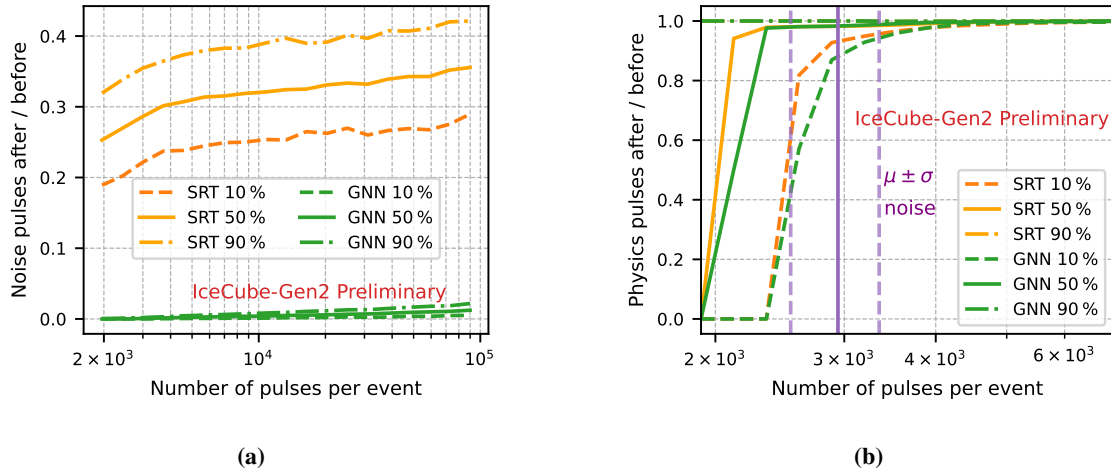 Noise pulses after / before
0.4
0.3
0.2
0.1
0.0
SRT 10 %
SRT 50 %
SRT 90 %
GNN 10 %
GNN 50 %
GNN 90 %
IceCube-Gen2 Preliminary
2 × 10³
10⁴
10⁵
Number of pulses per event
(a)
Physics pulses after / before
1.0
0.8
0.6
0.4
0.2
0.0
IceCube-Gen2 Preliminary
μ ± σ
noise
SRT 10 %
SRT 50 %
SRT 90 %
GNN 10 %
GNN 50 %
GNN 90 %
2 × 10³
3 × 10³
4 × 10³
6 × 10³
Number of pulses per event
(b)